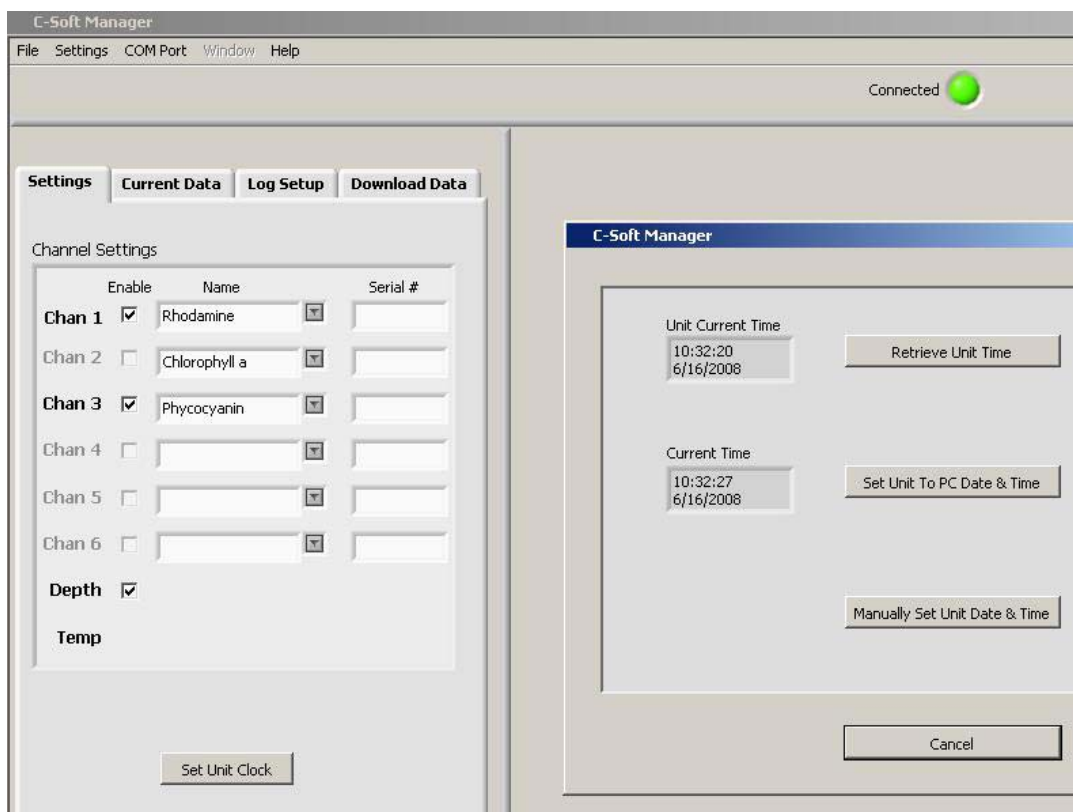 C-Soft Manager
File Settings COM Port Window Help
Connected
Settings Current Data Log Setup Download Data
Channel Settings
Enable Name Serial #
Chan 1 Rhodamine
Chan 2 Chlorophyll a
Chan 3 Phycocyanin
Chan 4
Chan 5
Chan 6
Depth
Temp
Set Unit Clock
C-Soft Manager
Unit Current Time
10:32:20
6/16/2008
Retrieve Unit Time
Current Time
10:32:27
6/16/2008
Set Unit To PC Date & Time
Manually Set Unit Date & Time
Cancel